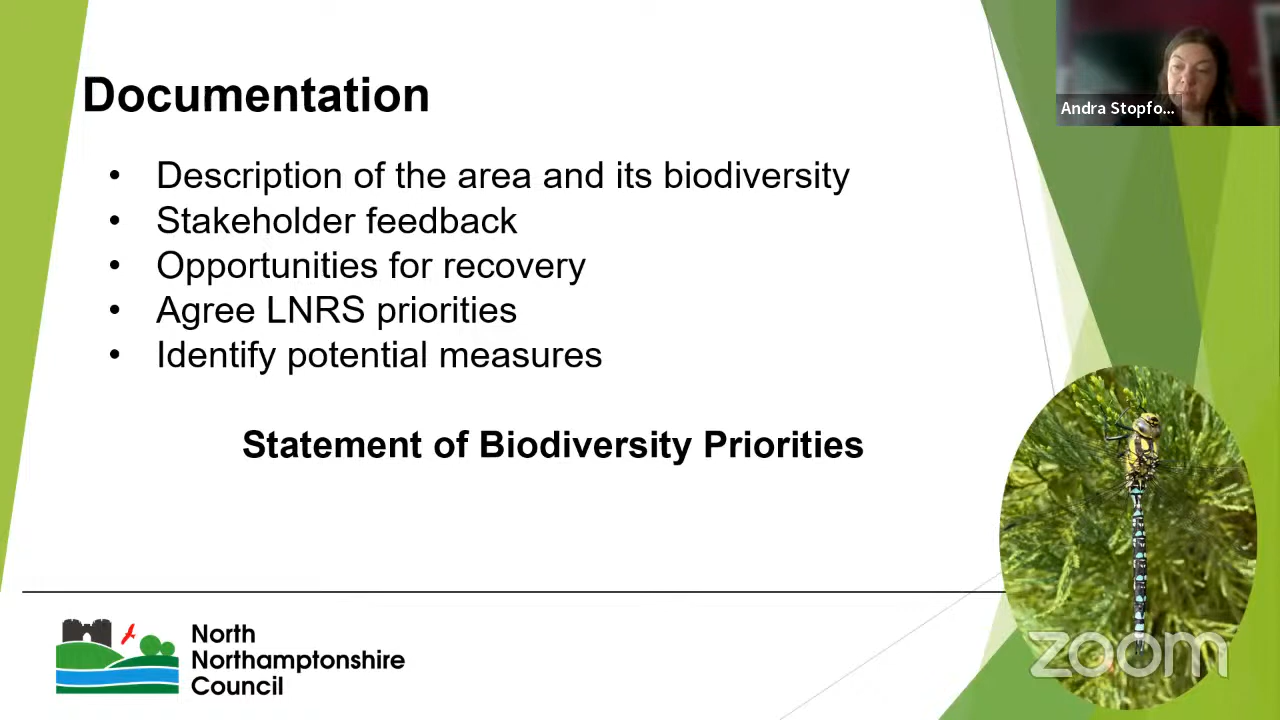 Documentation
Andra Stopfo...
• Description of the area and its biodiversity
• Stakeholder feedback
• Opportunities for recovery
• Agree LNRS priorities
• Identify potential measures
Statement of Biodiversity Priorities
North
Northamptonshire
Council
zoom